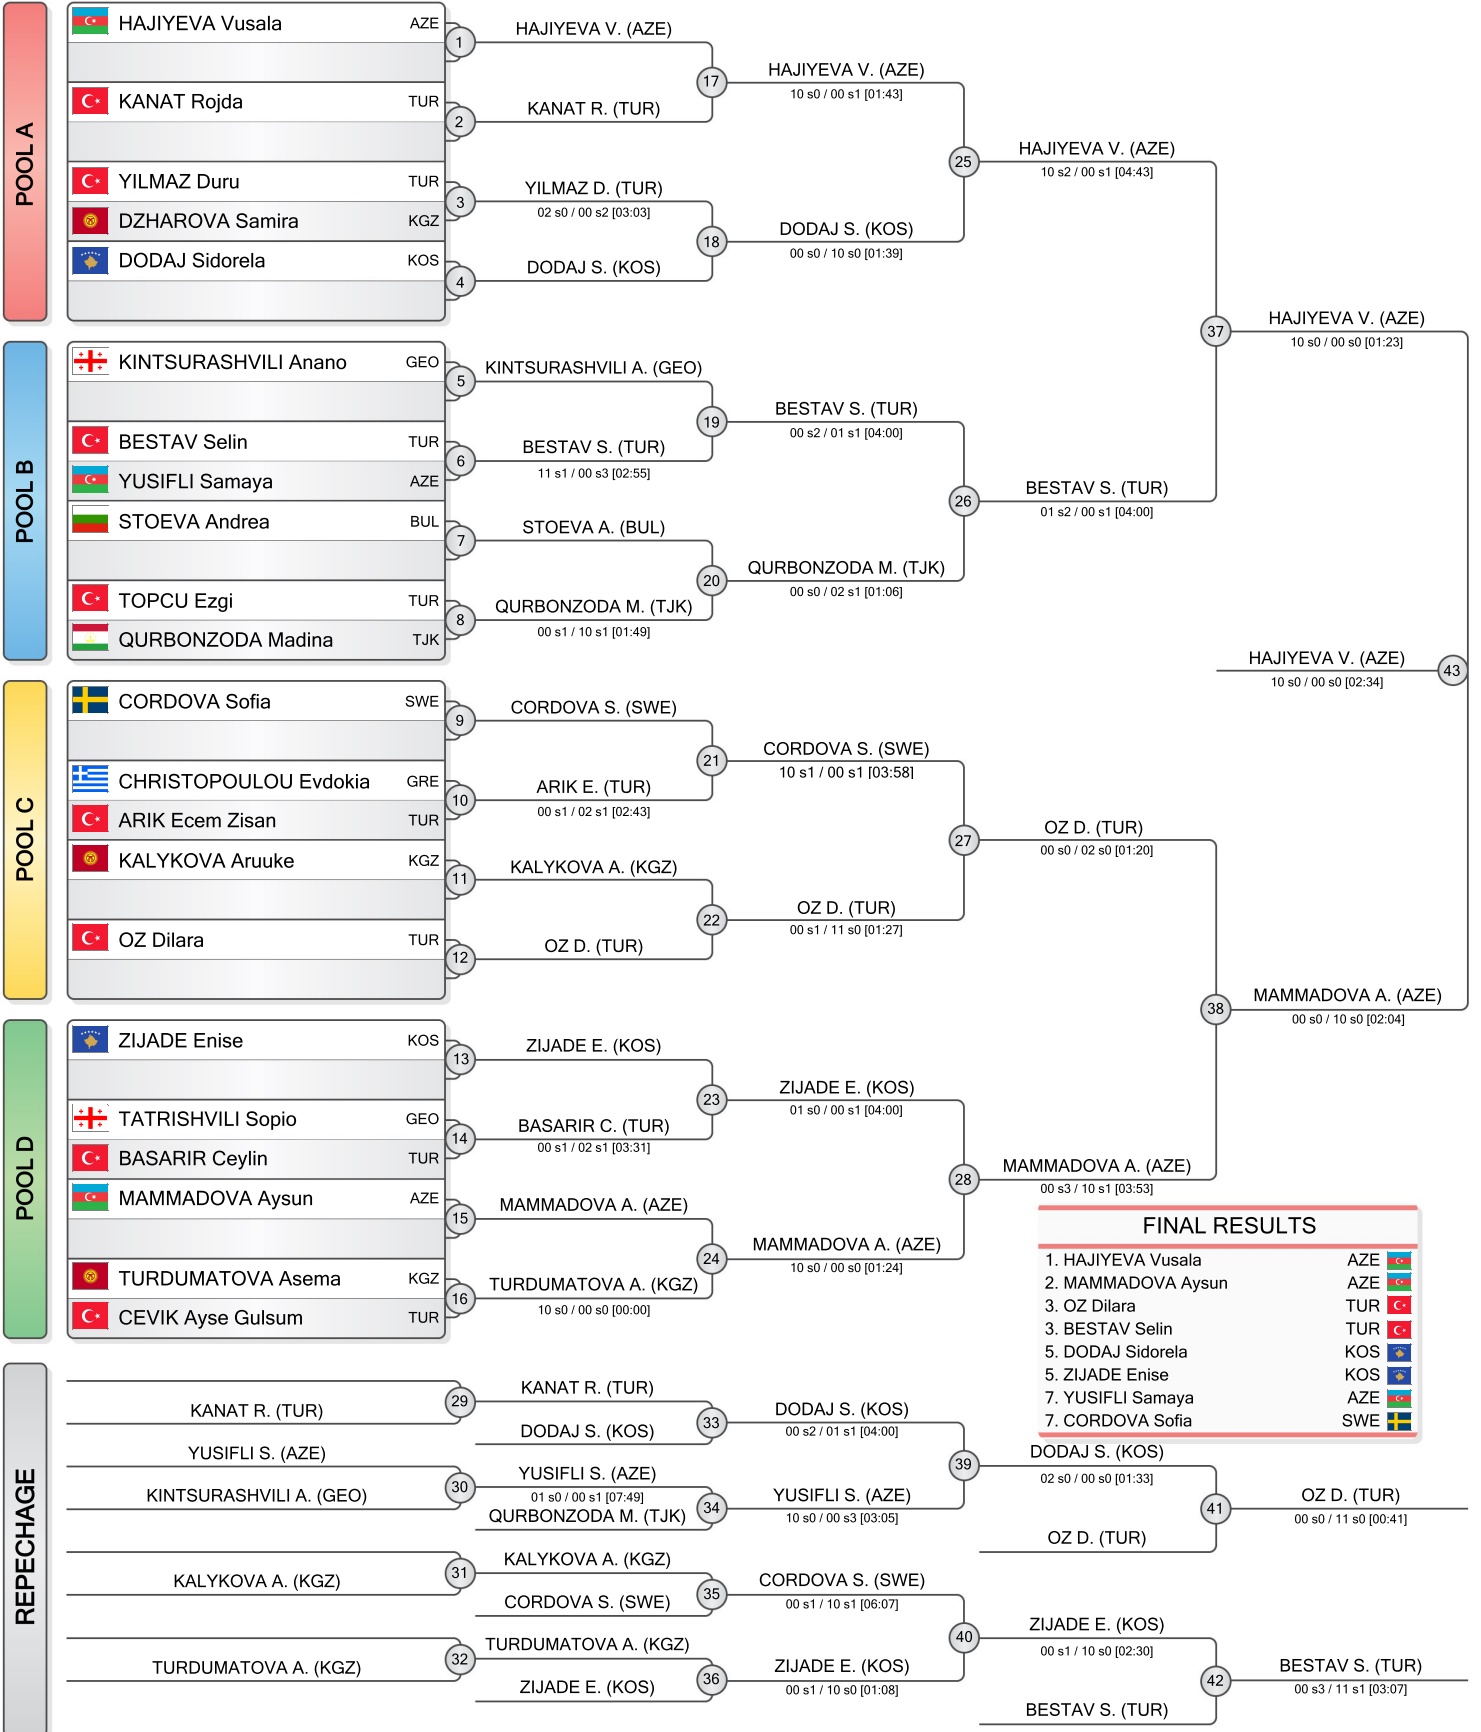 POOL A
HAJIYEVA Vusala AZE
KANAT Rojda TUR
YILMAZ Duru TUR
DZHAROVA Samira KGZ
DODAJ Sidorela KOS
1
2
3
4
HAJIYEVA V. (AZE)
KANAT R. (TUR)
YILMAZ D. (TUR)
02 s0 / 00 s2 [03:03]
DODAJ S. (KOS)
17
18
HAJIYEVA V. (AZE)
10 s0 / 00 s1 [01:43]
DODAJ S. (KOS)
00 s0 / 10 s0 [01:39]
25
HAJIYEVA V. (AZE)
10 s2 / 00 s1 [04:43]
POOL B
KINTSURASHVILI Anano GEO
BESTAV Selin TUR
YUSIFLI Samaya AZE
STOEVA Andrea BUL
TOPCU Ezgi TUR
QURBONZODA Madina TJK
5
6
7
8
KINTSURASHVILI A. (GEO)
BESTAV S. (TUR)
11 s1 / 00 s3 [02:55]
STOEVA A. (BUL)
QURBONZODA M. (TJK)
00 s1 / 10 s1 [01:49]
19
20
BESTAV S. (TUR)
00 s2 / 01 s1 [04:00]
QURBONZODA M. (TJK)
00 s0 / 02 s1 [01:06]
26
BESTAV S. (TUR)
01 s2 / 00 s1 [04:00]
37
HAJIYEVA V. (AZE)
10 s0 / 00 s0 [01:23]
HAJIYEVA V. (AZE)
10 s0 / 00 s0 [02:34]
43
POOL C
CORDOVA Sofia SWE
CHRISTOPOULOU Evdokia GRE
ARIK Ecem Zisan TUR
KALYKOVA Aruuke KGZ
OZ Dilara TUR
9
10
11
12
CORDOVA S. (SWE)
ARIK E. (TUR)
00 s1 / 02 s1 [02:43]
KALYKOVA A. (KGZ)
OZ D. (TUR)
21
22
CORDOVA S. (SWE)
10 s1 / 00 s1 [03:58]
OZ D. (TUR)
00 s1 / 11 s0 [01:27]
27
OZ D. (TUR)
00 s0 / 02 s0 [01:20]
POOL D
ZIJADE Enise KOS
TATRISHVILI Sopio GEO
BASARIR Ceylin TUR
MAMMADOVA Aysun AZE
TURDUMATOVA Asema KGZ
CEVIK Ayse Gulsum TUR
13
14
15
16
ZIJADE E. (KOS)
BASARIR C. (TUR)
00 s1 / 02 s1 [03:31]
MAMMADOVA A. (AZE)
TURDUMATOVA A. (KGZ)
10 s0 / 00 s0 [00:00]
23
24
ZIJADE E. (KOS)
01 s0 / 00 s1 [04:00]
MAMMADOVA A. (AZE)
10 s0 / 00 s0 [01:24]
28
MAMMADOVA A. (AZE)
00 s3 / 10 s1 [03:53]
38
MAMMADOVA A. (AZE)
00 s0 / 10 s0 [02:04]
FINAL RESULTS
1. HAJIYEVA Vusala AZE
2. MAMMADOVA Aysun AZE
3. OZ Dilara TUR
3. BESTAV Selin TUR
5. DODAJ Sidorela KOS
5. ZIJADE Enise KOS
7. YUSIFLI Samaya AZE
7. CORDOVA Sofia SWE
REPECHAGE
KANAT R. (TUR)
YUSIFLI S. (AZE)
KINTSURASHVILI A. (GEO)
KALYKOVA A. (KGZ)
TURDUMATOVA A. (KGZ)
29
30
31
32
KANAT R. (TUR)
DODAJ S. (KOS)
YUSIFLI S. (AZE)
01 s0 / 00 s1 [07:49]
QURBONZODA M. (TJK)
KALYKOVA A. (KGZ)
CORDOVA S. (SWE)
TURDUMATOVA A. (KGZ)
ZIJADE E. (KOS)
33
34
35
36
DODAJ S. (KOS)
00 s2 / 01 s1 [04:00]
YUSIFLI S. (AZE)
10 s0 / 00 s3 [03:05]
CORDOVA S. (SWE)
00 s1 / 10 s1 [06:07]
ZIJADE E. (KOS)
00 s1 / 10 s0 [01:08]
39
40
DODAJ S. (KOS)
02 s0 / 00 s0 [01:33]
OZ D. (TUR)
ZIJADE E. (KOS)
00 s1 / 10 s0 [02:30]
BESTAV S. (TUR)
41
42
OZ D. (TUR)
00 s0 / 11 s0 [00:41]
BESTAV S. (TUR)
00 s3 / 11 s1 [03:07]